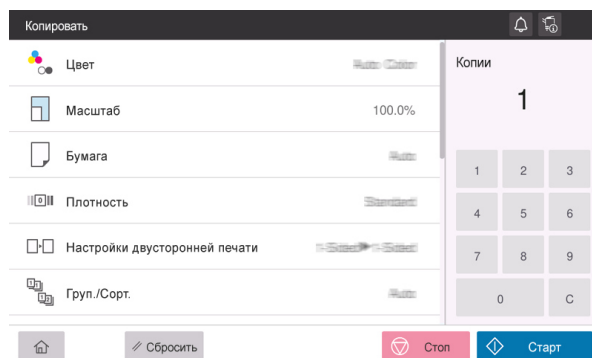 Копировать
Цвет
Масштаб 100.0%
Бумага
Плотность
Настройки двусторонней печати
Груп./Сорт.
Копии
1
1 2 3
4 5 6
7 8 9
0 C
Сбросить
Стоп
Старт